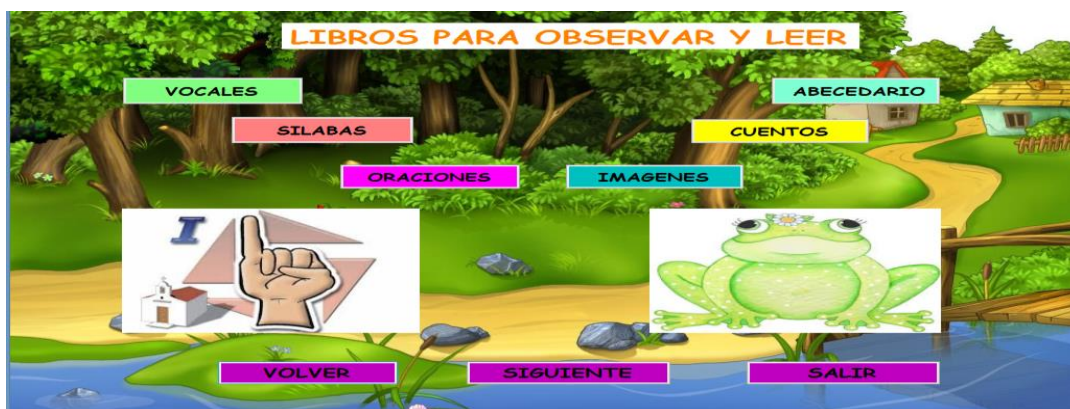 LIBROS PARA OBSERVAR Y LEER
VOCALES
ABECEDARIO
SILABAS
CUENTOS
ORACIONES
IMAGENES
I
VOLVER
SIGUIENTE
SALIR